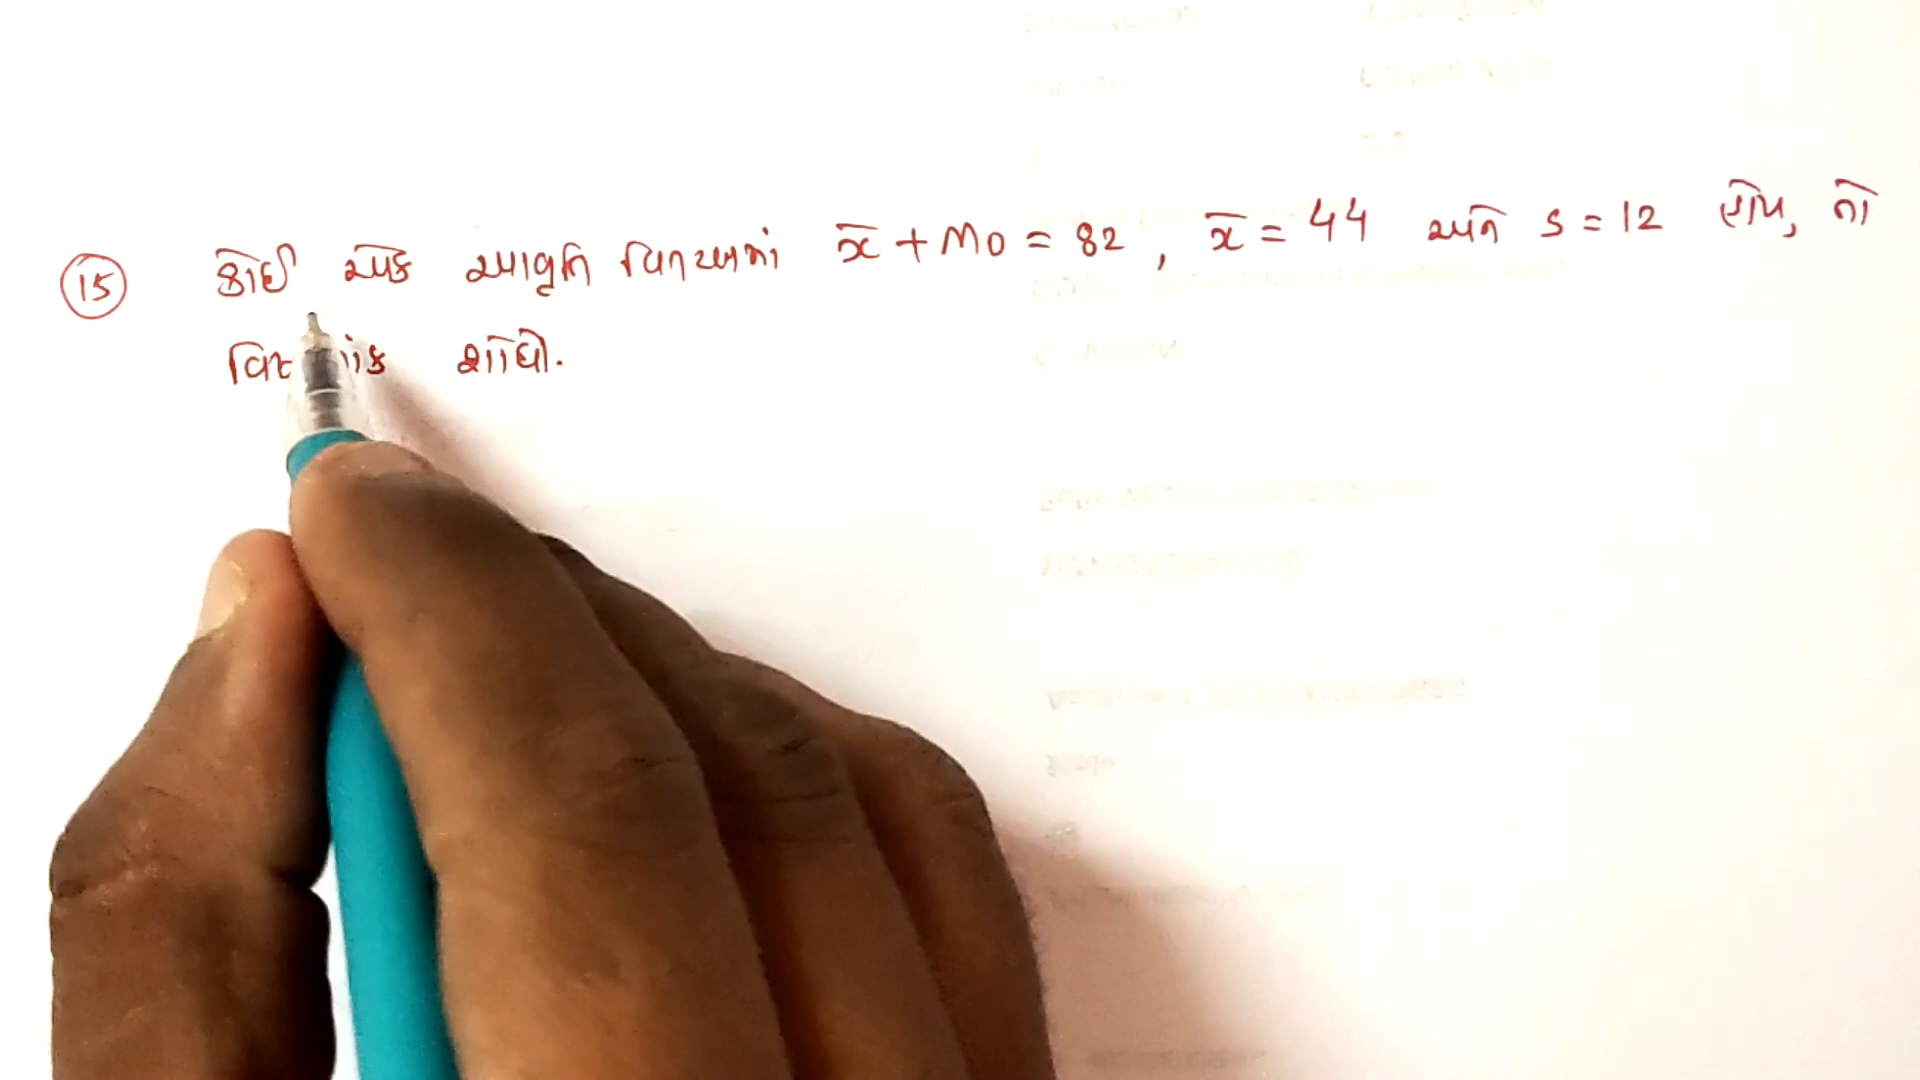 (15) કોઈ એક આવૃત્તિ વિતરણમાં x̄ + Mo = 82, x̄ = 44 અને S = 12 હોય, તો
શોધો.